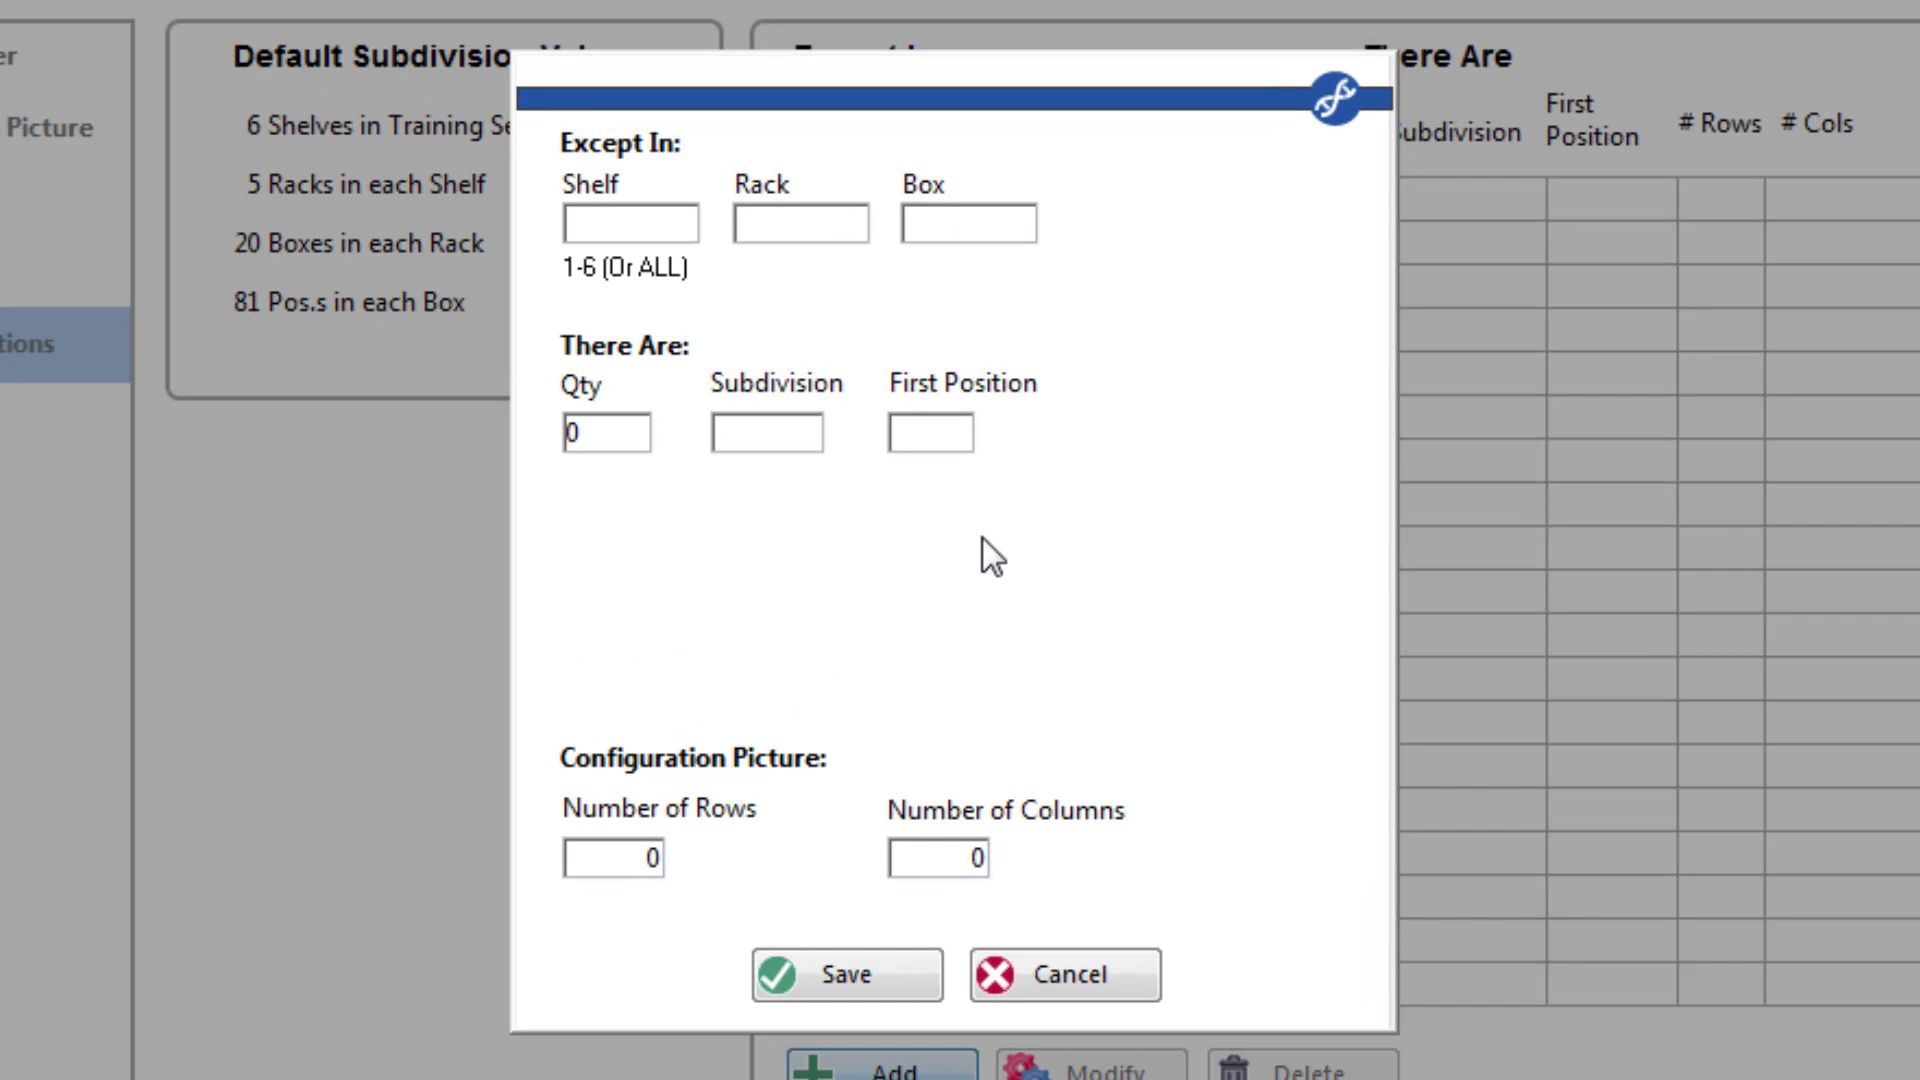 er
Picture
tions
Default Subdivision
6 Shelves in Training Se
5 Racks in each Shelf
20 Boxes in each Rack
81 Pos.s in each Box
There Are
Subdivision
First
Position
# Rows
# Cols
Except In:
Shelf Rack Box
1-6 (Or ALL)
There Are:
Qty Subdivision First Position
0
Configuration Picture:
Number of Rows Number of Columns
0 0
Save Cancel
Add Modify Delete